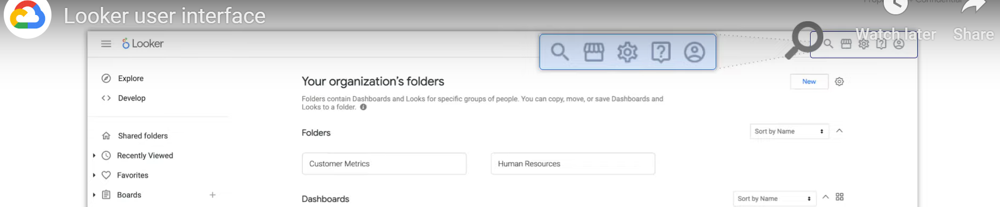 Looker user interface
Confidential
Watch later
Share
Looker
Explore
Develop
Shared folders
Recently Viewed
Favorites
Boards
Your organization's folders
New
Folders contain Dashboards and Looks for specific groups of people. You can copy, move, or save Dashboards and
Looks to a folder.
Folders
Sort by Name
Customer Metrics
Human Resources
Dashboards
Sort by Name